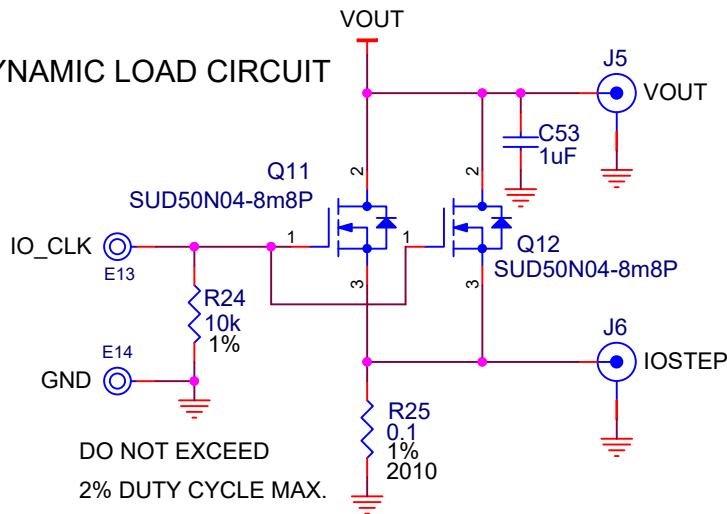 VOUT
YNAMIC LOAD CIRCUIT
J5
VOUT
C53
1uF
2
2
Q11
SUD50N04-8m8P
1
1
IO_CLK
E13
Q12
SUD50N04-8m8P
3
3
R24
10k
1%
J6
IOSTEP
E14
GND
R25
0.1
1%
2010
DO NOT EXCEED
2% DUTY CYCLE MAX.